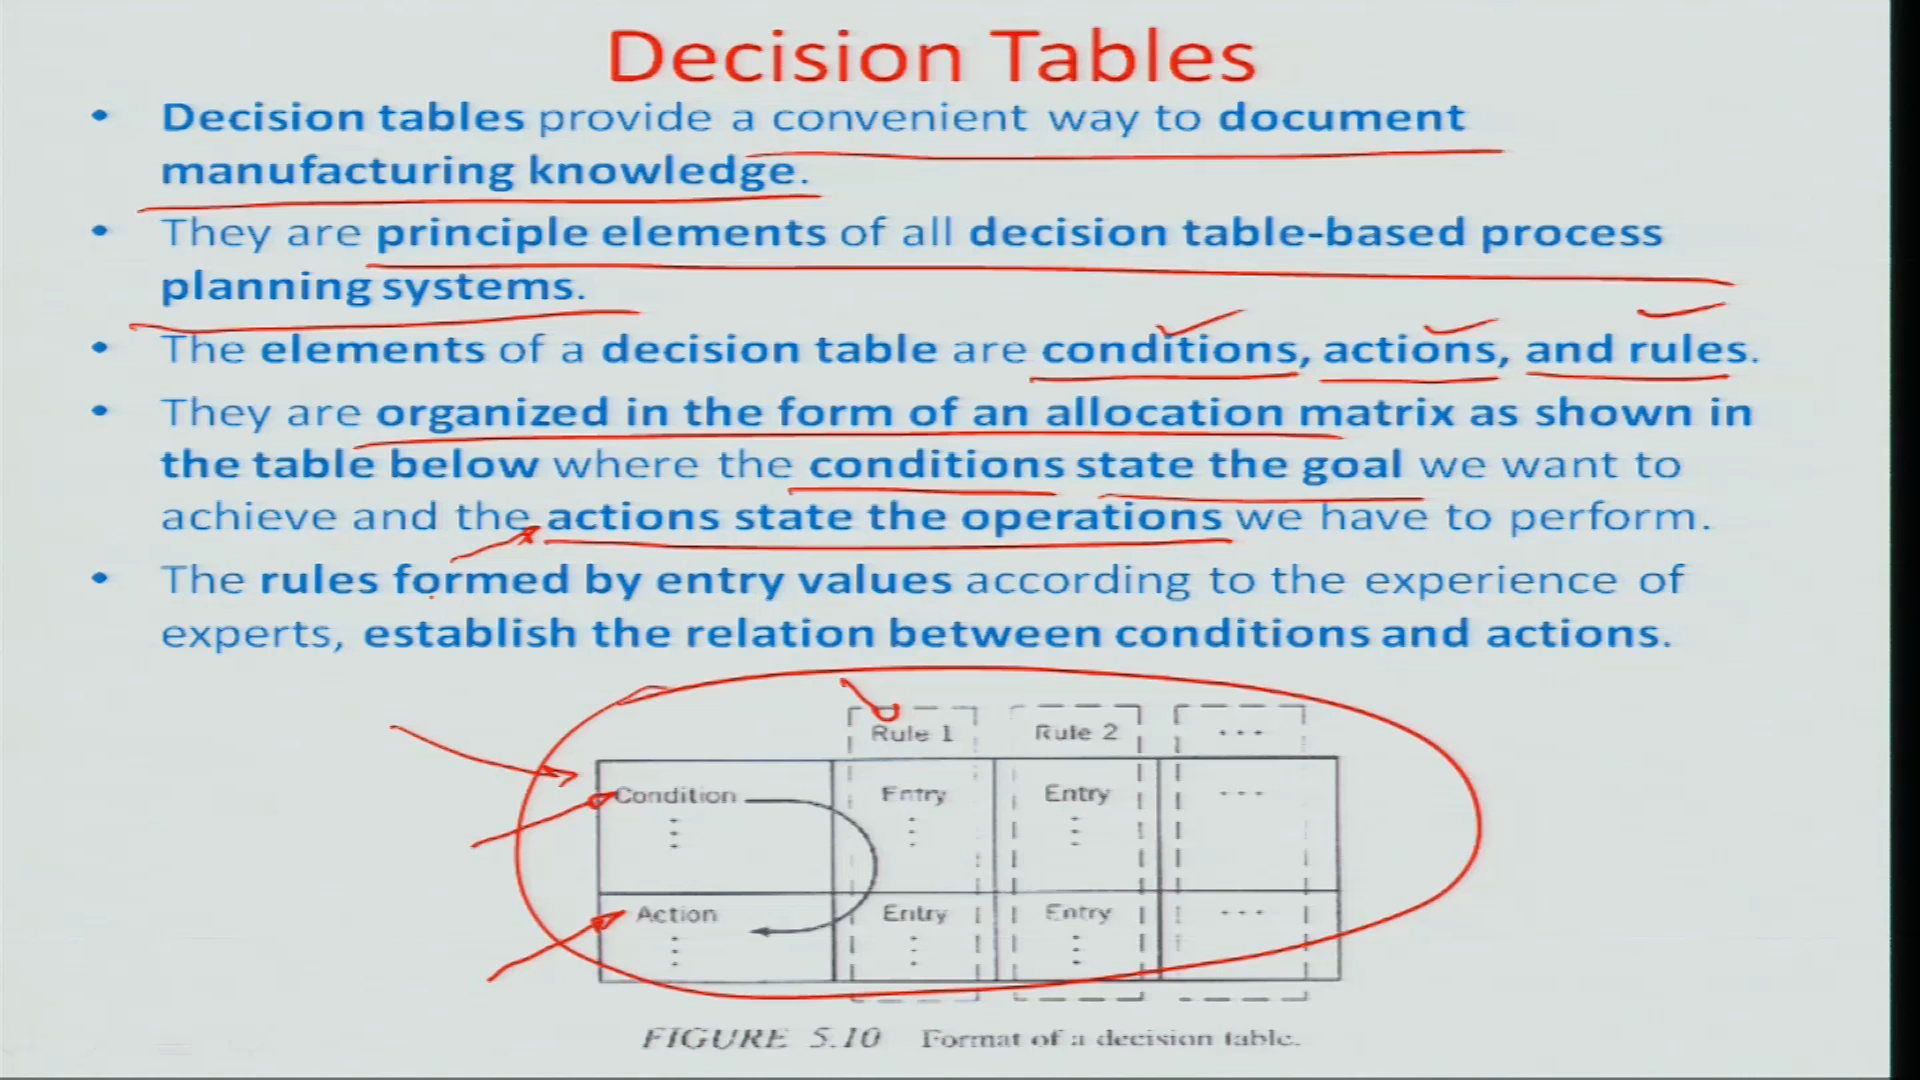 Decision Tables
• Decision tables provide a convenient way to document
manufacturing knowledge.
• They are principle elements of all decision table-based process
planning systems.
• The elements of a decision table are conditions, actions, and rules.
• They are organized in the form of an allocation matrix as shown in
the table below where the conditions state the goal we want to
achieve and the actions state the operations we have to perform.
• The rules formed by entry values according to the experience of
experts, establish the relation between conditions and actions.
Rule 1 Rule 2 ...
Condition Entry Entry ...
Action Entry Entry ...
FIGURE 5.10 Format of a decision table.